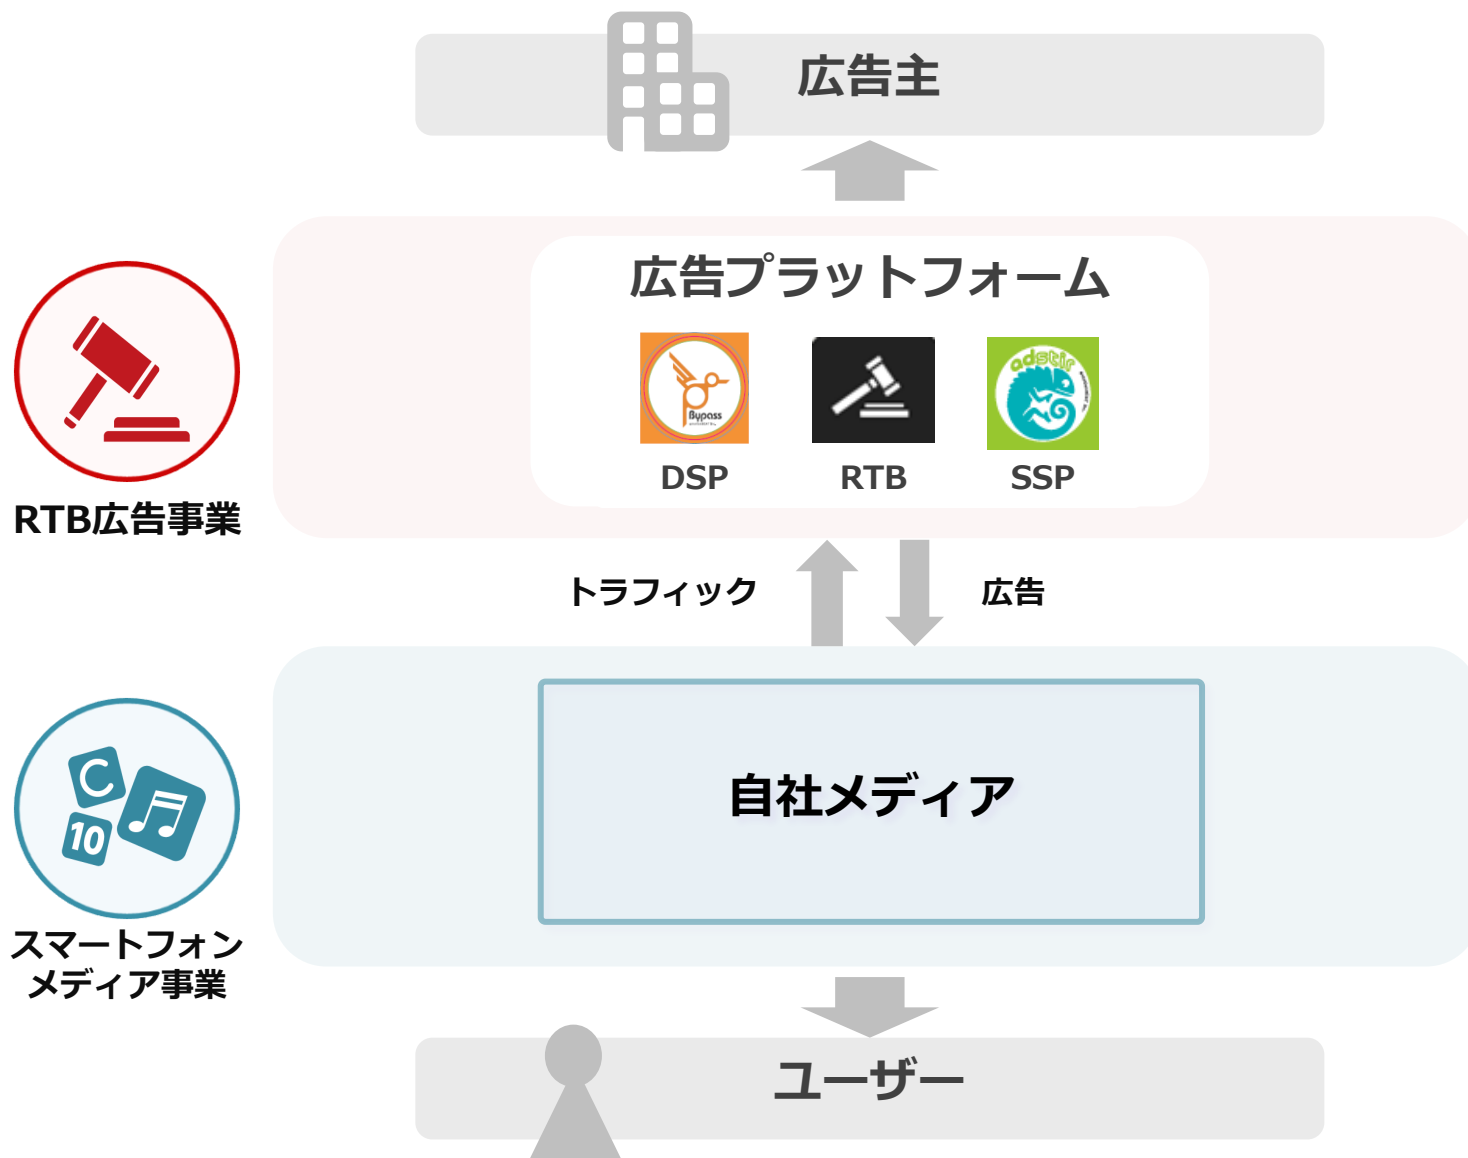 広告主
広告プラットフォーム
Bypass
adstir
DSP
RTB
SSP
RTB広告事業
トラフィック
広告
C
10
自社メディア
スマートフォン
メディア事業
ユーザー